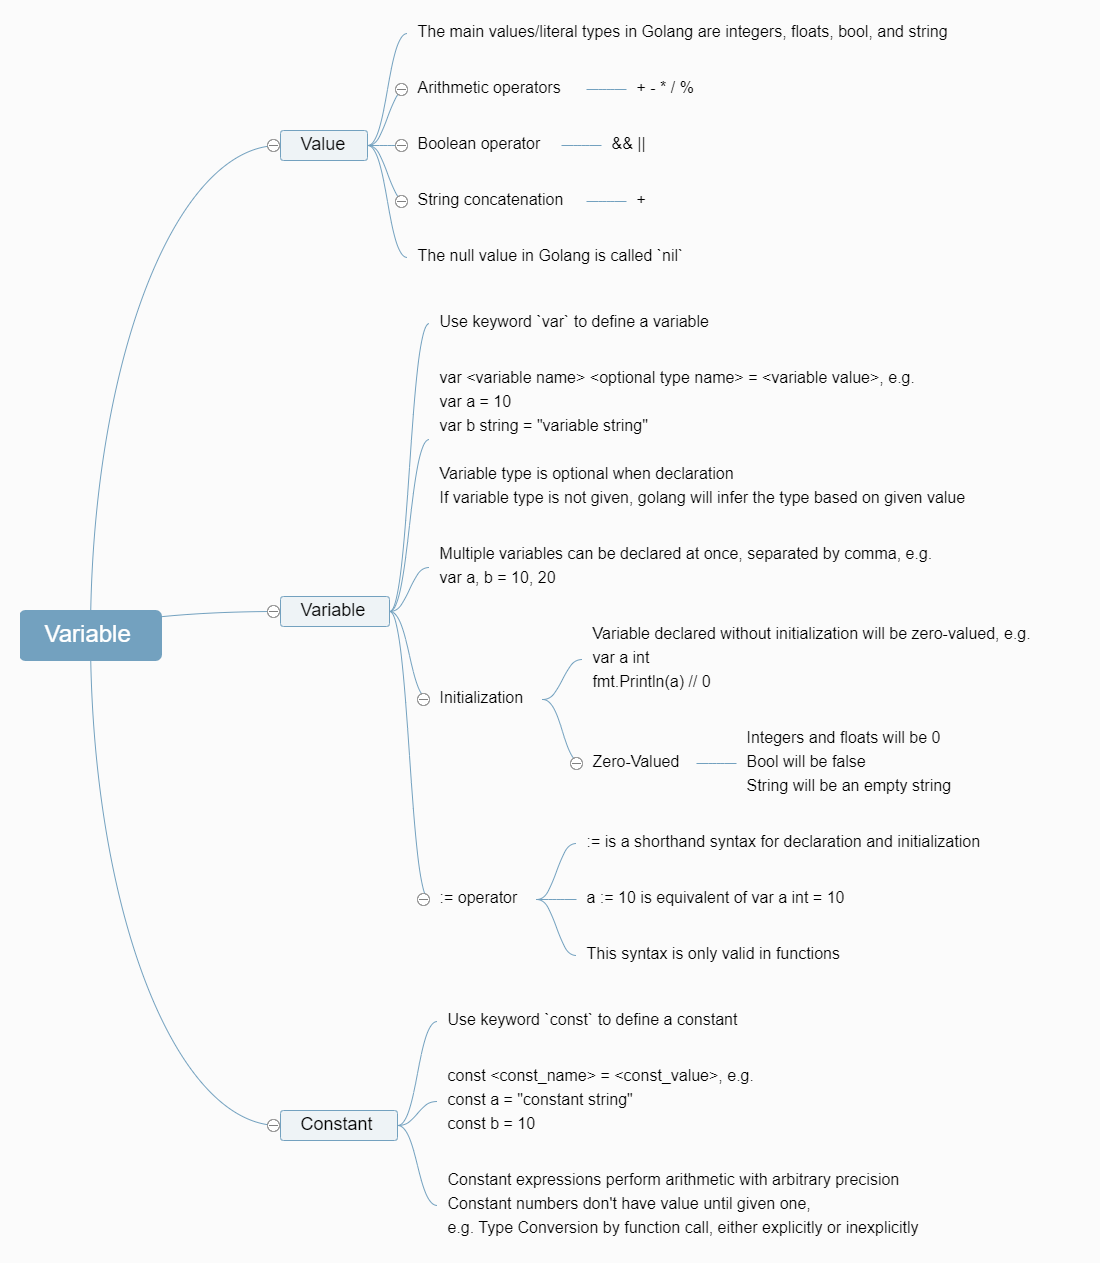 Variable
Value
The main values/literal types in Golang are integers, floats, bool, and string
Arithmetic operators
+ - * / %
Boolean operator
&& ||
String concatenation
+
The null value in Golang is called `nil`
Variable
Use keyword `var` to define a variable
var <variable name> <optional type name> = <variable value>, e.g.
var a = 10
var b string = "variable string"
Variable type is optional when declaration
If variable type is not given, golang will infer the type based on given value
Multiple variables can be declared at once, separated by comma, e.g.
var a, b = 10, 20
Initialization
Variable declared without initialization will be zero-valued, e.g.
var a int
fmt.Println(a) // 0
Zero-Valued
Integers and floats will be 0
Bool will be false
String will be an empty string
:= operator
:= is a shorthand syntax for declaration and initialization
a := 10 is equivalent of var a int = 10
This syntax is only valid in functions
Constant
Use keyword `const` to define a constant
const <const_name> = <const_value>, e.g.
const a = "constant string"
const b = 10
Constant expressions perform arithmetic with arbitrary precision
Constant numbers don't have value until given one,
e.g. Type Conversion by function call, either explicitly or inexplicitly